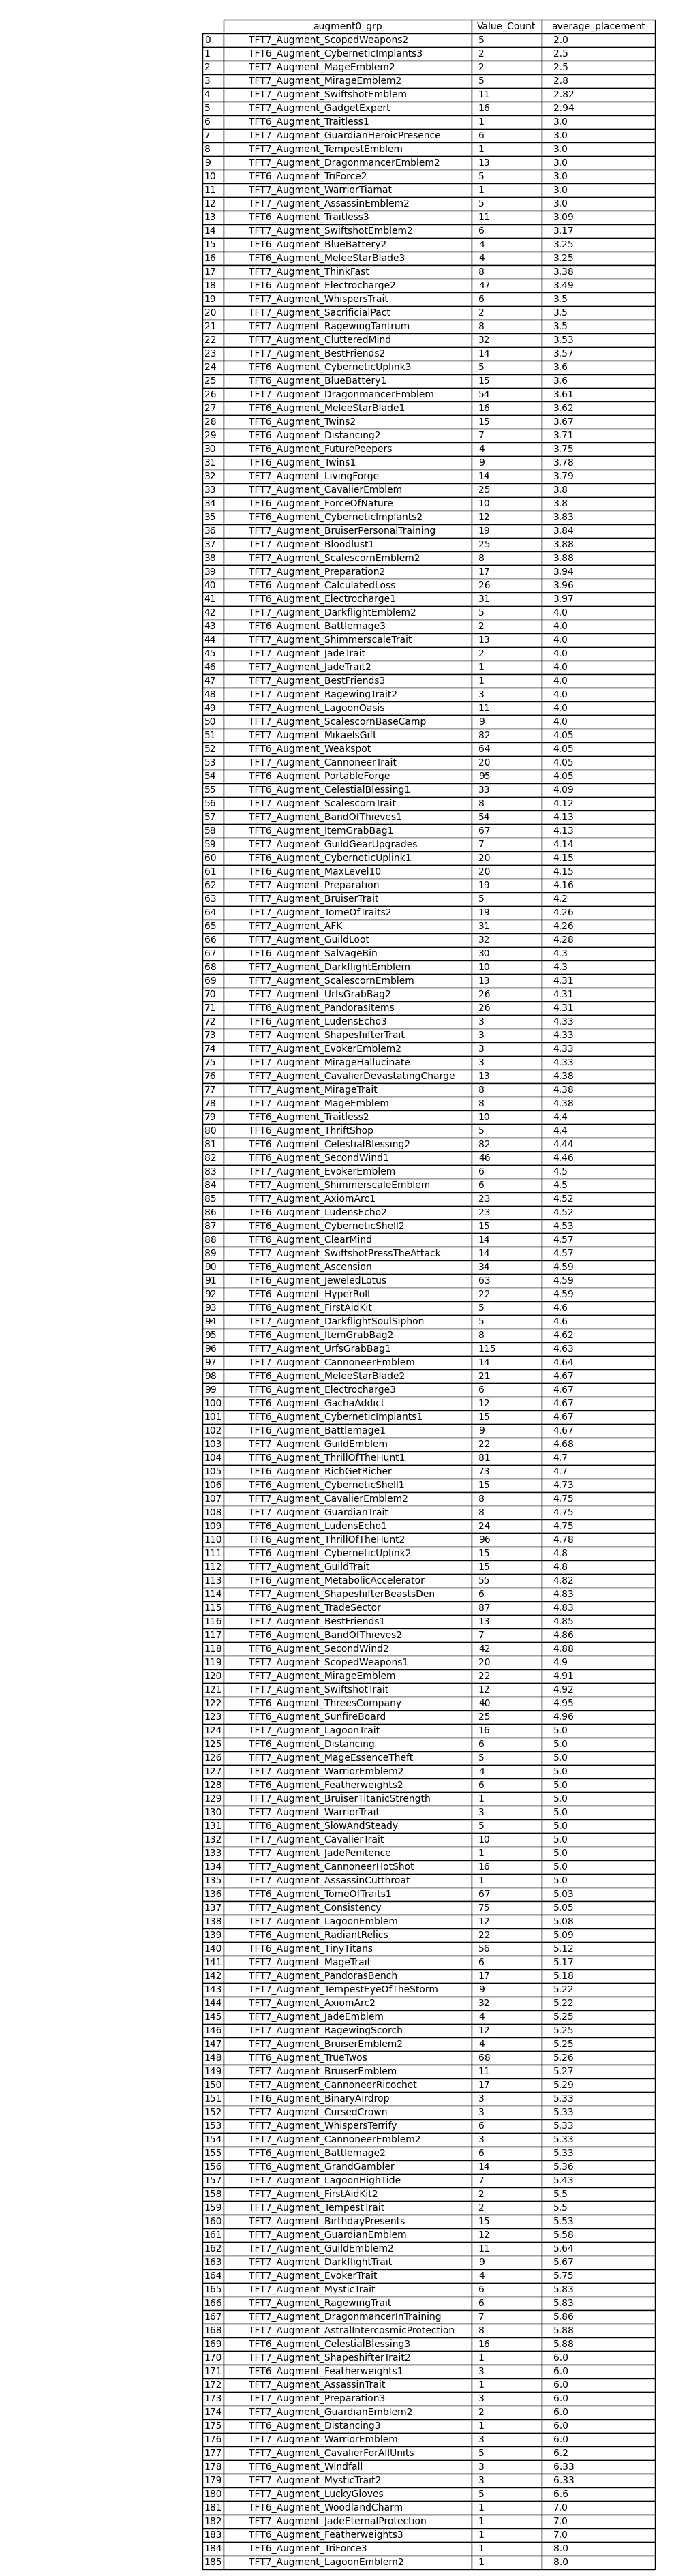 augment0_grp Value_Count average_placement
0 TFT7_Augment_ScopedWeapons2 5 2.0
1 TFT6_Augment_CyberneticImplants3 2 2.5
2 TFT7_Augment_MageEmblem2 2 2.5
3 TFT7_Augment_MirageEmblem2 5 2.8
4 TFT7_Augment_SwiftshotEmblem 11 2.82
5 TFT7_Augment_GadgetExpert 16 2.94
6 TFT6_Augment_Traitless1 1 3.0
7 TFT7_Augment_GuardianHeroicPresence 6 3.0
8 TFT7_Augment_TempestEmblem 1 3.0
9 TFT7_Augment_DragonmancerEmblem2 13 3.0
10 TFT6_Augment_TriForce2 5 3.0
11 TFT7_Augment_WarriorTiamat 1 3.0
12 TFT7_Augment_AssassinEmblem2 5 3.0
13 TFT6_Augment_Traitless3 11 3.09
14 TFT7_Augment_SwiftshotEmblem2 6 3.17
15 TFT6_Augment_BlueBattery2 4 3.25
16 TFT6_Augment_MeleeStarBlade3 4 3.25
17 TFT7_Augment_ThinkFast 8 3.38
18 TFT6_Augment_Electrocharge2 47 3.49
19 TFT7_Augment_WhispersTrait 6 3.5
20 TFT7_Augment_SacrificialPact 2 3.5
21 TFT7_Augment_RagewingTantrum 8 3.5
22 TFT7_Augment_ClutteredMind 32 3.53
23 TFT7_Augment_BestFriends2 14 3.57
24 TFT6_Augment_CyberneticUplink3 5 3.6
25 TFT6_Augment_BlueBattery1 15 3.6
26 TFT7_Augment_DragonmancerEmblem 54 3.61
27 TFT6_Augment_MeleeStarBlade1 16 3.62
28 TFT6_Augment_Twins2 15 3.67
29 TFT6_Augment_Distancing2 7 3.71
30 TFT7_Augment_FuturePeepers 4 3.75
31 TFT6_Augment_Twins1 9 3.78
32 TFT7_Augment_LivingForge 14 3.79
33 TFT7_Augment_CavalierEmblem 25 3.8
34 TFT6_Augment_ForceOfNature 10 3.8
35 TFT6_Augment_CyberneticImplants2 12 3.83
36 TFT7_Augment_BruiserPersonalTraining 19 3.84
37 TFT7_Augment_Bloodlust1 25 3.88
38 TFT7_Augment_ScalescornEmblem2 8 3.88
39 TFT7_Augment_Preparation2 17 3.94
40 TFT6_Augment_CalculatedLoss 26 3.96
41 TFT6_Augment_Electrocharge1 31 3.97
42 TFT7_Augment_DarkflightEmblem2 5 4.0
43 TFT6_Augment_Battlemage3 2 4.0
44 TFT7_Augment_ShimmerscaleTrait 13 4.0
45 TFT7_Augment_JadeTrait 2 4.0
46 TFT7_Augment_JadeTrait2 1 4.0
47 TFT7_Augment_BestFriends3 1 4.0
48 TFT7_Augment_RagewingTrait2 3 4.0
49 TFT7_Augment_LagoonOasis 11 4.0
50 TFT7_Augment_ScalescornBaseCamp 9 4.0
51 TFT7_Augment_MikaelsGift 82 4.05
52 TFT6_Augment_Weakspot 64 4.05
53 TFT7_Augment_CannoneerTrait 20 4.05
54 TFT6_Augment_PortableForge 95 4.05
55 TFT6_Augment_CelestialBlessing1 33 4.09
56 TFT7_Augment_ScalescornTrait 8 4.12
57 TFT7_Augment_BandOfThieves1 54 4.13
58 TFT6_Augment_ItemGrabBag1 67 4.13
59 TFT7_Augment_GuildGearUpgrades 7 4.14
60 TFT6_Augment_CyberneticUplink1 20 4.15
61 TFT7_Augment_MaxLevel10 20 4.15
62 TFT7_Augment_Preparation 19 4.16
63 TFT7_Augment_BruiserTrait 5 4.2
64 TFT7_Augment_TomeOfTraits2 19 4.26
65 TFT7_Augment_AFK 31 4.26
66 TFT7_Augment_GuildLoot 32 4.28
67 TFT6_Augment_SalvageBin 30 4.3
68 TFT7_Augment_DarkflightEmblem 10 4.3
69 TFT7_Augment_ScalescornEmblem 13 4.31
70 TFT7_Augment_UrfsGrabBag2 26 4.31
71 TFT6_Augment_PandorasItems 26 4.31
72 TFT6_Augment_LudensEcho3 3 4.33
73 TFT7_Augment_ShapeshifterTrait 3 4.33
74 TFT7_Augment_EvokerEmblem2 3 4.33
75 TFT7_Augment_MirageHallucinate 3 4.33
76 TFT7_Augment_CavalierDevastatingCharge 13 4.38
77 TFT7_Augment_MirageTrait 8 4.38
78 TFT7_Augment_MageEmblem 8 4.38
79 TFT6_Augment_Traitless2 10 4.4
80 TFT6_Augment_ThriftShop 5 4.4
81 TFT6_Augment_CelestialBlessing2 82 4.44
82 TFT6_Augment_SecondWind1 46 4.46
83 TFT7_Augment_EvokerEmblem 6 4.5
84 TFT7_Augment_ShimmerscaleEmblem 6 4.5
85 TFT7_Augment_AxiomArc1 23 4.52
86 TFT6_Augment_LudensEcho2 23 4.52
87 TFT6_Augment_CyberneticShell2 15 4.53
88 TFT6_Augment_ClearMind 14 4.57
89 TFT7_Augment_SwiftshotPressTheAttack 14 4.57
90 TFT6_Augment_Ascension 34 4.59
91 TFT6_Augment_JeweledLotus 63 4.59
92 TFT6_Augment_HyperRoll 22 4.59
93 TFT6_Augment_FirstAidKit 5 4.6
94 TFT7_Augment_DarkflightSoulSiphon 5 4.6
95 TFT6_Augment_ItemGrabBag2 8 4.62
96 TFT7_Augment_UrfsGrabBag1 115 4.63
97 TFT7_Augment_CannoneerEmblem 14 4.64
98 TFT6_Augment_MeleeStarBlade2 21 4.67
99 TFT6_Augment_Electrocharge3 6 4.67
100 TFT7_Augment_GachaAddict 12 4.67
101 TFT6_Augment_CyberneticImplants1 15 4.67
102 TFT6_Augment_Battlemage1 9 4.67
103 TFT7_Augment_GuildEmblem 22 4.68
104 TFT6_Augment_ThrillOfTheHunt1 81 4.7
105 TFT6_Augment_RichGetRicher 73 4.7
106 TFT6_Augment_CyberneticShell1 15 4.73
107 TFT7_Augment_CavalierEmblem2 8 4.75
108 TFT7_Augment_GuardianTrait 8 4.75
109 TFT6_Augment_LudensEcho1 24 4.75
110 TFT6_Augment_ThrillOfTheHunt2 96 4.78
111 TFT6_Augment_CyberneticUplink2 15 4.8
112 TFT7_Augment_GuildTrait 15 4.8
113 TFT6_Augment_MetabolicAccelerator 55 4.82
114 TFT7_Augment_ShapeshifterBeastsDen 6 4.83
115 TFT6_Augment_TradeSector 87 4.83
116 TFT7_Augment_BestFriends1 13 4.85
117 TFT6_Augment_BandOfThieves2 7 4.86
118 TFT6_Augment_SecondWind2 42 4.88
119 TFT7_Augment_ScopedWeapons1 20 4.9
120 TFT7_Augment_MirageEmblem 22 4.91
121 TFT7_Augment_SwiftshotTrait 12 4.92
122 TFT6_Augment_ThreesCompany 40 4.95
123 TFT6_Augment_SunfireBoard 25 4.96
124 TFT7_Augment_LagoonTrait 16 5.0
125 TFT6_Augment_Distancing 6 5.0
126 TFT7_Augment_MageEssenceTheft 5 5.0
127 TFT7_Augment_WarriorEmblem2 4 5.0
128 TFT6_Augment_Featherweights2 6 5.0
129 TFT7_Augment_BruiserTitanicStrength 1 5.0
130 TFT7_Augment_WarriorTrait 3 5.0
131 TFT6_Augment_SlowAndSteady 5 5.0
132 TFT7_Augment_CavalierTrait 10 5.0
133 TFT7_Augment_JadePenitence 1 5.0
134 TFT7_Augment_CannoneerHotShot 16 5.0
135 TFT7_Augment_AssassinCutthroat 1 5.0
136 TFT6_Augment_TomeOfTraits1 67 5.03
137 TFT7_Augment_Consistency 75 5.05
138 TFT7_Augment_LagoonEmblem 12 5.08
139 TFT6_Augment_RadiantRelics 22 5.09
140 TFT6_Augment_TinyTitans 56 5.12
141 TFT7_Augment_MageTrait 6 5.17
142 TFT7_Augment_PandorasBench 17 5.18
143 TFT7_Augment_TempestEyeOfTheStorm 9 5.22
144 TFT7_Augment_AxiomArc2 32 5.22
145 TFT7_Augment_JadeEmblem 4 5.25
146 TFT7_Augment_RagewingScorch 12 5.25
147 TFT7_Augment_BruiserEmblem2 4 5.25
148 TFT6_Augment_TrueTwos 68 5.26
149 TFT7_Augment_BruiserEmblem 11 5.27
150 TFT7_Augment_CannoneerRicochet 17 5.29
151 TFT6_Augment_BinaryAirdrop 3 5.33
152 TFT7_Augment_CursedCrown 3 5.33
153 TFT7_Augment_WhispersTerrify 6 5.33
154 TFT7_Augment_CannoneerEmblem2 3 5.33
155 TFT6_Augment_Battlemage2 6 5.33
156 TFT6_Augment_GrandGambler 14 5.36
157 TFT7_Augment_LagoonHighTide 7 5.43
158 TFT7_Augment_FirstAidKit2 2 5.5
159 TFT7_Augment_TempestTrait 2 5.5
160 TFT7_Augment_BirthdayPresents 15 5.53
161 TFT7_Augment_GuardianEmblem 12 5.58
162 TFT7_Augment_GuildEmblem2 11 5.64
163 TFT7_Augment_DarkflightTrait 9 5.67
164 TFT7_Augment_EvokerTrait 4 5.75
165 TFT7_Augment_MysticTrait 6 5.83
166 TFT7_Augment_RagewingTrait 6 5.83
167 TFT7_Augment_DragonmancerInTraining 7 5.86
168 TFT7_Augment_AstralIntercosmicProtection 8 5.88
169 TFT6_Augment_CelestialBlessing3 16 5.88
170 TFT7_Augment_ShapeshifterTrait2 1 6.0
171 TFT6_Augment_Featherweights1 3 6.0
172 TFT7_Augment_AssassinTrait 1 6.0
173 TFT7_Augment_Preparation3 3 6.0
174 TFT7_Augment_GuardianEmblem2 2 6.0
175 TFT6_Augment_Distancing3 1 6.0
176 TFT7_Augment_WarriorEmblem 3 6.0
177 TFT7_Augment_CavalierForAllUnits 5 6.2
178 TFT6_Augment_Windfall 3 6.33
179 TFT7_Augment_MysticTrait2 3 6.33
180 TFT7_Augment_LuckyGloves 5 6.6
181 TFT6_Augment_WoodlandCharm 1 7.0
182 TFT7_Augment_JadeEternalProtection 1 7.0
183 TFT6_Augment_Featherweights3 1 7.0
184 TFT6_Augment_TriForce3 1 8.0
185 TFT7_Augment_LagoonEmblem2 1 8.0